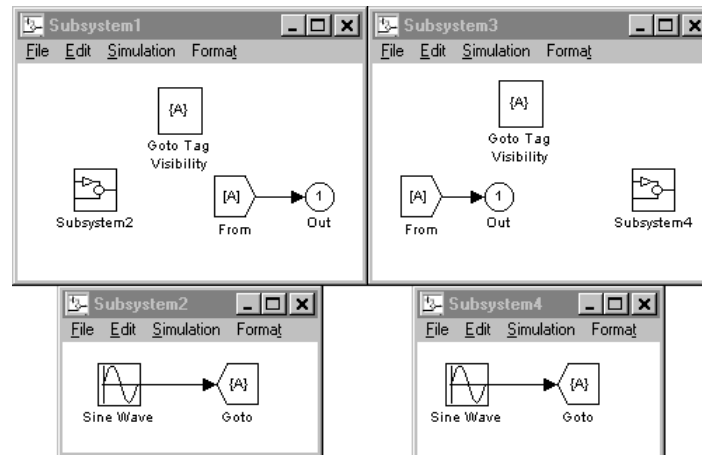 Subsystem1
File Edit Simulation Format
{A}
Goto Tag
Visibility
Subsystem2
[A]
From
1
Out
Subsystem3
File Edit Simulation Format
{A}
Goto Tag
Visibility
[A]
From
1
Out
Subsystem4
Subsystem2
File Edit Simulation Format
Sine Wave
{A}
Goto
Subsystem4
File Edit Simulation Format
Sine Wave
{A}
Goto